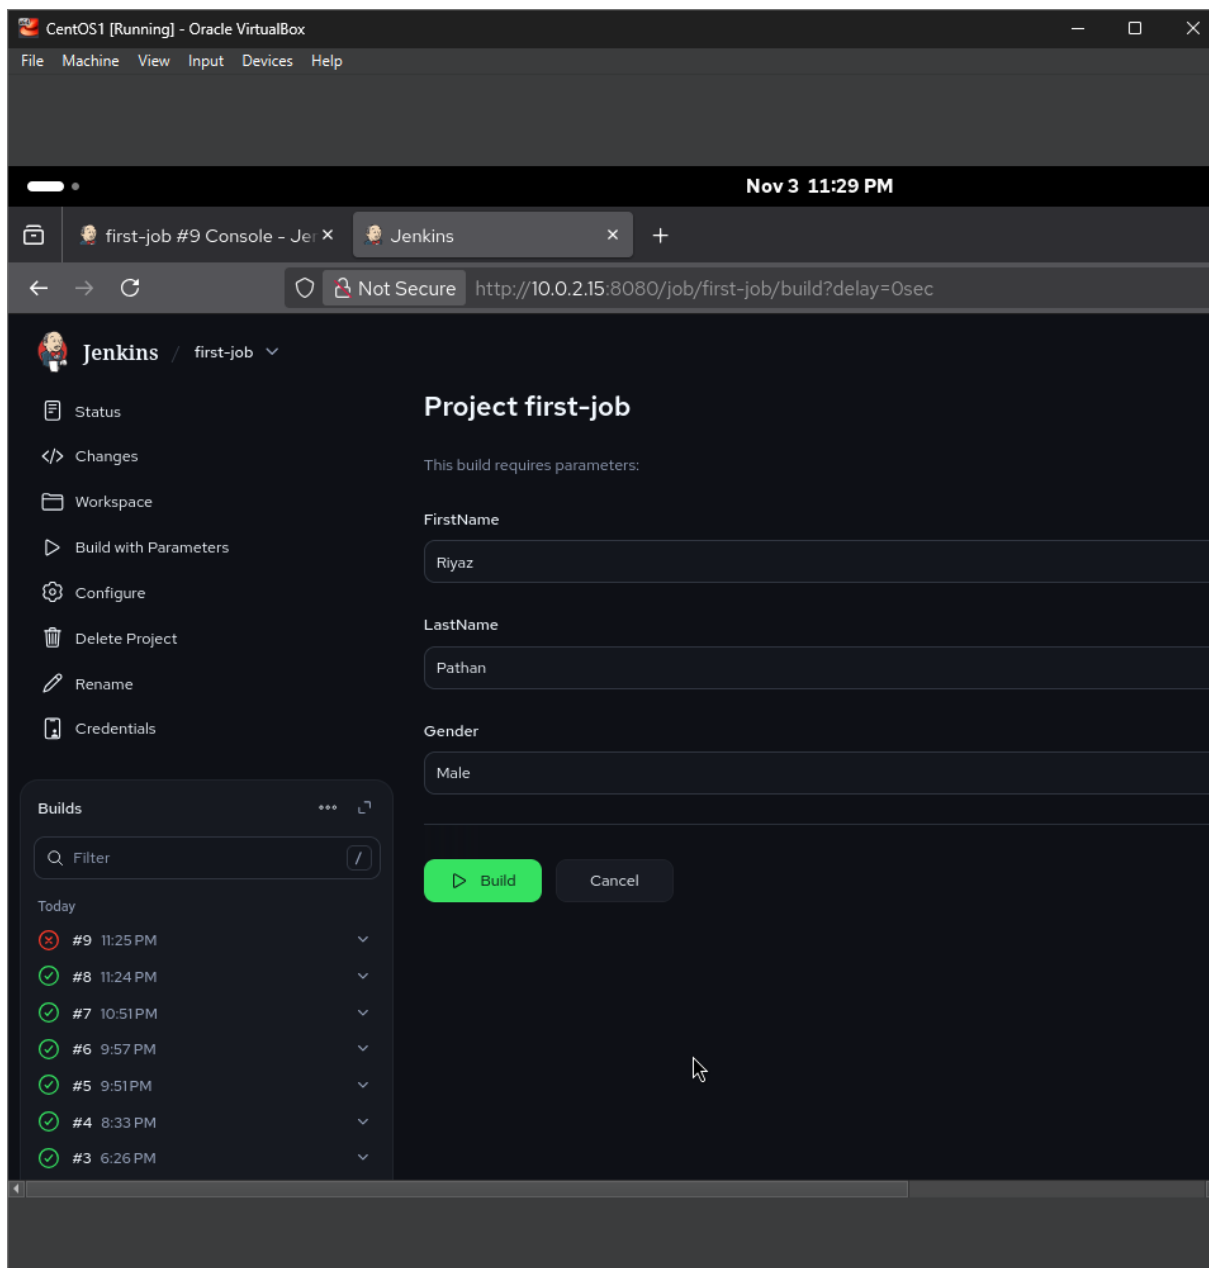 CentOS1 [Running] - Oracle VirtualBox
File Machine View Input Devices Help
Nov 3 11:29 PM
first-job #9 Console - Jer
Jenkins
Not Secure http://10.0.2.15:8080/job/first-job/build?delay=0sec
Jenkins / first-job
Status
Changes
Workspace
Build with Parameters
Configure
Delete Project
Rename
Credentials
Builds
Filter /
Today
#9 11:25 PM
#8 11:24 PM
#7 10:51 PM
#6 9:57 PM
#5 9:51 PM
#4 8:33 PM
#3 6:26 PM
Project first-job
This build requires parameters:
FirstName
Riyaz
LastName
Pathan
Gender
Male
Build Cancel